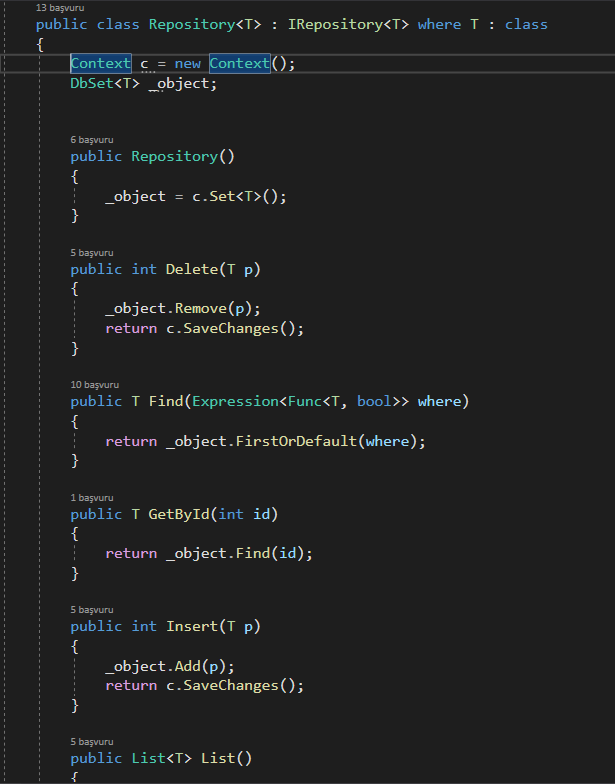 13 başvuru
public class Repository<T> : IRepository<T> where T : class
{
Context c = new Context();
DbSet<T> _object;
6 başvuru
public Repository()
{
_object = c.Set<T>();
}
5 başvuru
public int Delete(T p)
{
_object.Remove(p);
return c.SaveChanges();
}
10 başvuru
public T Find(Expression<Func<T, bool>> where)
{
return _object.FirstOrDefault(where);
}
1 başvuru
public T GetById(int id)
{
return _object.Find(id);
}
5 başvuru
public int Insert(T p)
{
_object.Add(p);
return c.SaveChanges();
}
5 başvuru
public List<T> List()
{